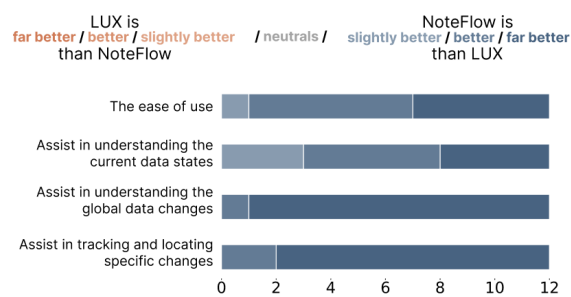 LUX is
far better / better / slightly better
than NoteFlow
/ neutrals /
NoteFlow is
slightly better / better / far better
than LUX
The ease of use
Assist in understanding the
current data states
Assist in understanding the
global data changes
Assist in tracking and locating
specific changes
0 2 4 6 8 10 12